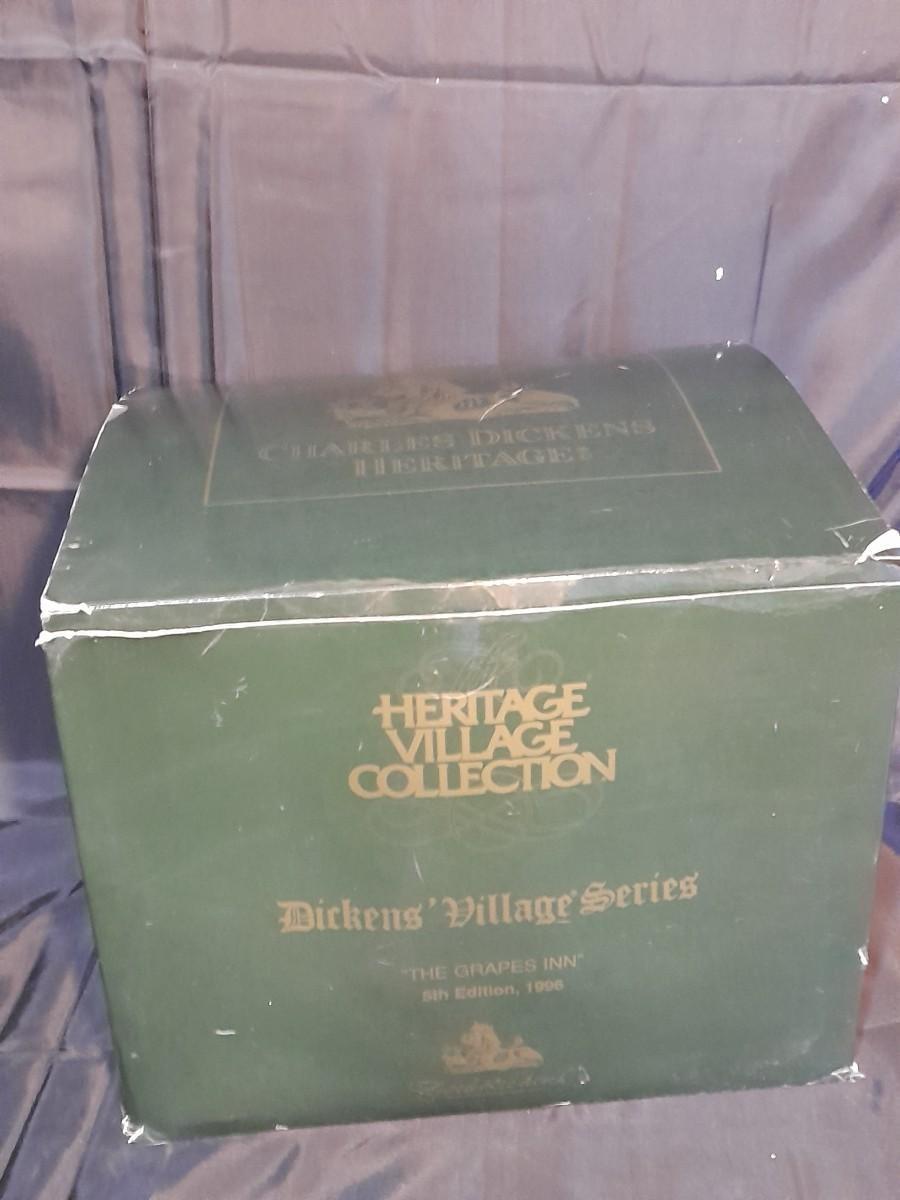 CHARLES DICKENS
HERITAGE
HERITAGE
VILLAGE
COLLECTION
Dickens' Village Series
"THE GRAPES INN"
5th Edition, 1996